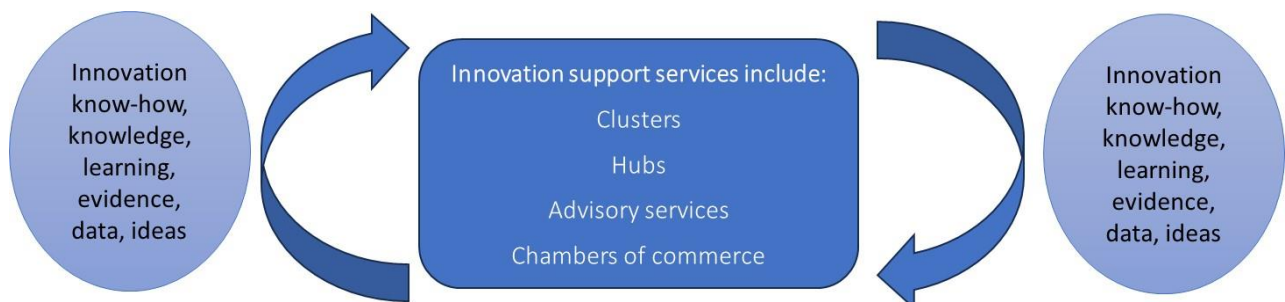 Innovation
know-how,
knowledge,
learning,
evidence,
data, ideas
Innovation support services include:
Clusters
Hubs
Advisory services
Chambers of commerce
Innovation
know-how,
knowledge,
learning,
evidence,
data, ideas